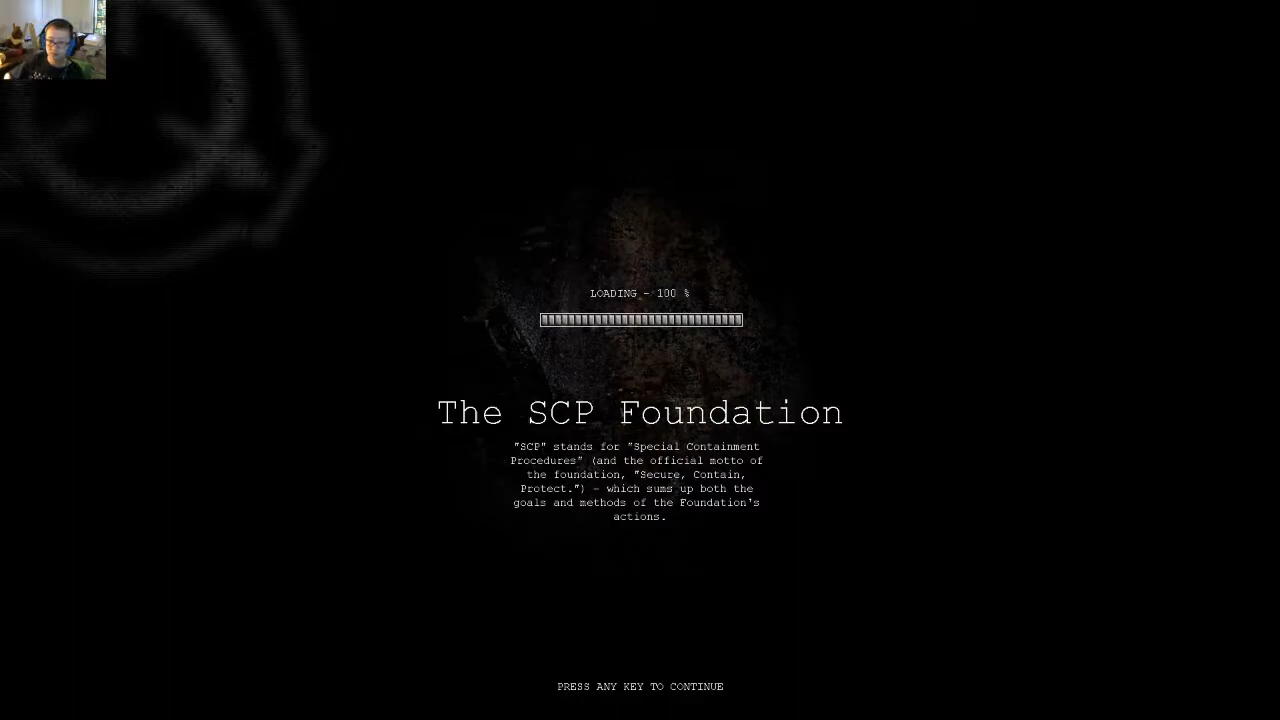 LOADING - 100 %
The SCP Foundation
"SCP" stands for "Special Containment
Procedures" (and the official motto of
the foundation, "Secure, Contain,
Protect.") - which sums up both the
goals and methods of the Foundation's
actions.
PRESS ANY KEY TO CONTINUE